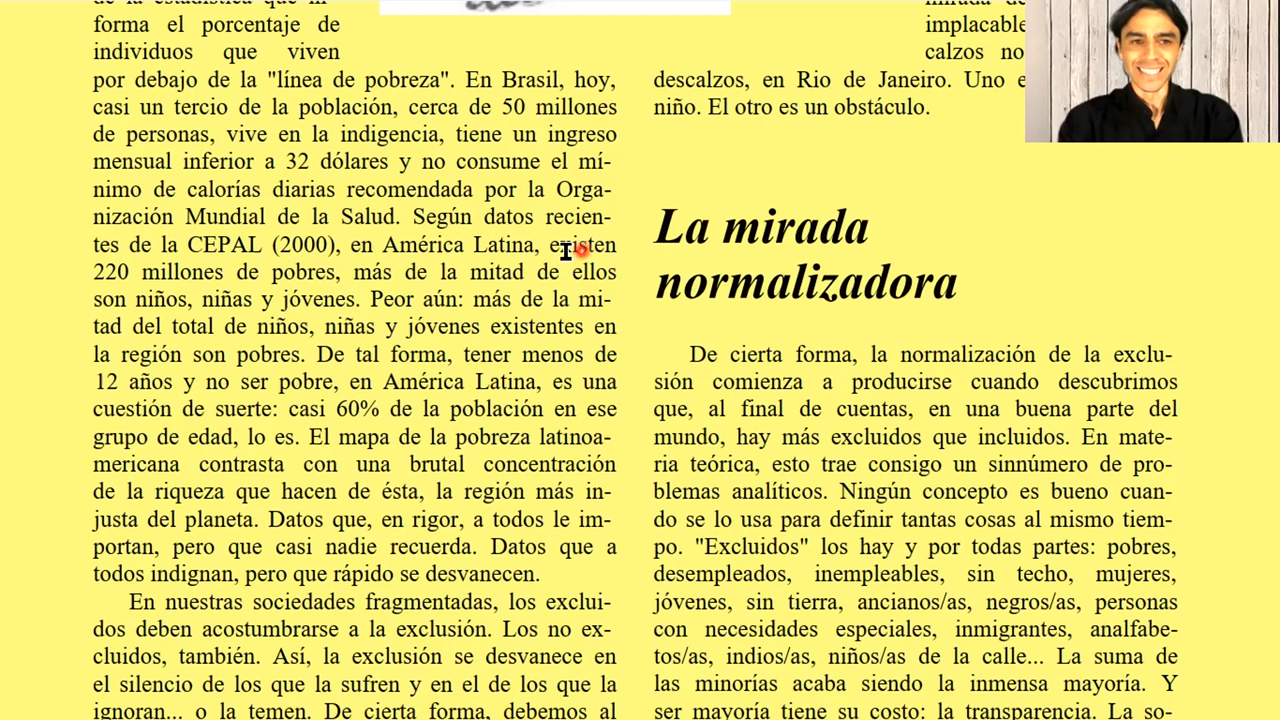 de la estadística que in-
forma el porcentaje de
individuos que viven
por debajo de la "línea de pobreza". En Brasil, hoy,
casi un tercio de la población, cerca de 50 millones
de personas, vive en la indigencia, tiene un ingreso
mensual inferior a 32 dólares y no consume el mí-
nimo de calorías diarias recomendada por la Orga-
nización Mundial de la Salud. Según datos recien-
tes de la CEPAL (2000), en América Latina, existen
220 millones de pobres, más de la mitad de ellos
son niños, niñas y jóvenes. Peor aún: más de la mi-
tad del total de niños, niñas y jóvenes existentes en
la región son pobres. De tal forma, tener menos de
12 años y no ser pobre, en América Latina, es una
cuestión de suerte: casi 60% de la población en ese
grupo de edad, lo es. El mapa de la pobreza latinoa-
mericana contrasta con una brutal concentración
de la riqueza que hacen de ésta, la región más in-
justa del planeta. Datos que, en rigor, a todos le im-
portan, pero que casi nadie recuerda. Datos que a
todos indignan, pero que rápido se desvanecen.
En nuestras sociedades fragmentadas, los exclui-
dos deben acostumbrarse a la exclusión. Los no ex-
cluidos, también. Así, la exclusión se desvanece en
el silencio de los que la sufren y en el de los que la
ignoran... o la temen. De cierta forma, debemos al
mirada de
implacable
calzos no
descalzos, en Rio de Janeiro. Uno e
niño. El otro es un obstáculo.
La mirada
normalizadora
De cierta forma, la normalización de la exclu-
sión comienza a producirse cuando descubrimos
que, al final de cuentas, en una buena parte del
mundo, hay más excluidos que incluidos. En mate-
ria teórica, esto trae consigo un sinnúmero de pro-
blemas analíticos. Ningún concepto es bueno cuan-
do se lo usa para definir tantas cosas al mismo tiem-
po. "Excluidos" los hay y por todas partes: pobres,
desempleados, inempleables, sin techo, mujeres,
jóvenes, sin tierra, ancianos/as, negros/as, personas
con necesidades especiales, inmigrantes, analfabe-
tos/as, indios/as, niños/as de la calle... La suma de
las minorías acaba siendo la inmensa mayoría. Y
ser mayoría tiene su costo: la transparencia. La so-